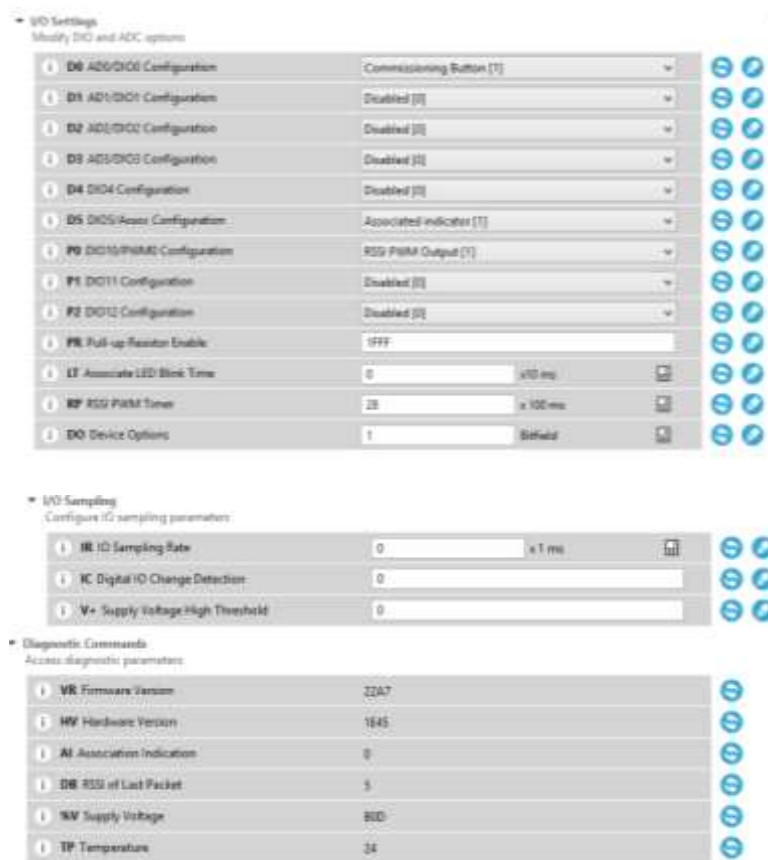 I/O Settings
Modify DIO and ADC options
D0 AD0/DIO0 Configuration Commissioning Button [1]
D1 AD1/DIO1 Configuration Disabled [0]
D2 AD2/DIO2 Configuration Disabled [0]
D3 AD3/DIO3 Configuration Disabled [0]
D4 DIO4 Configuration Disabled [0]
D5 DIO5/Assoc Configuration Associated indicator [1]
P0 DIO10/PWM0 Configuration RSSI PWM Output [1]
P1 DIO11 Configuration Disabled [0]
P2 DIO12 Configuration Disabled [0]
PR Pull-up Resistor Enable 1FFF
LT Associate LED Blink Time 0 x10 ms
RP RSSI PWM Timer 28 x 100 ms
DO Device Options 1 Bitfield
I/O Sampling
Configure IO sampling parameters
IR IO Sampling Rate 0 x 1 ms
IC Digital IO Change Detection 0
V+ Supply Voltage High Threshold 0
Diagnostic Commands
Access diagnostic parameters
VR Firmware Version 22A7
HV Hardware Version 1E45
AI Association Indication 0
DB RSSI of Last Packet 5
%V Supply Voltage B0D
TP Temperature 24